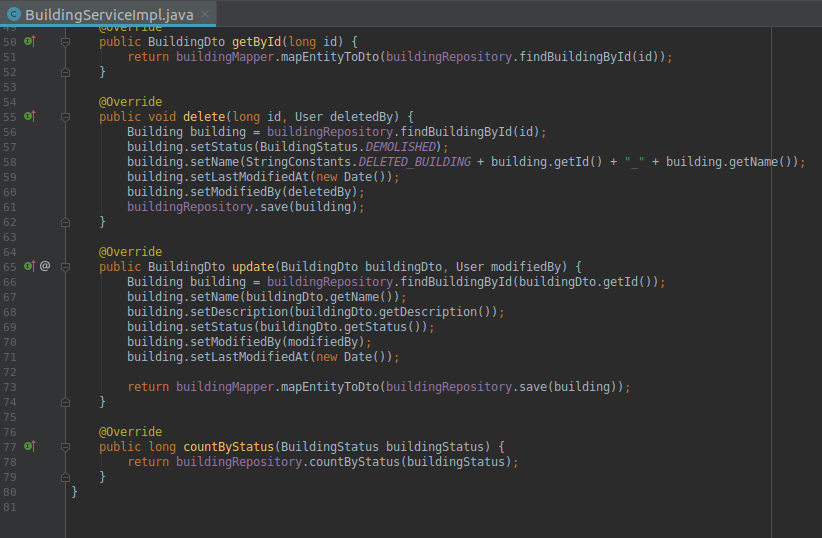 BuildingServiceImpl.java
49 @Override
50 public BuildingDto getById(long id) {
51 return buildingMapper.mapEntityToDto(buildingRepository.findBuildingById(id));
52 }
53
54 @Override
55 public void delete(long id, User deletedBy) {
56 Building building = buildingRepository.findBuildingById(id);
57 building.setStatus(BuildingStatus.DEMOLISHED);
58 building.setName(StringConstants.DELETED_BUILDING + building.getId() + "_" + building.getName());
59 building.setLastModifiedAt(new Date());
60 building.setModifiedBy(deletedBy);
61 buildingRepository.save(building);
62 }
63
64 @Override
65 @ public BuildingDto update(BuildingDto buildingDto, User modifiedBy) {
66 Building building = buildingRepository.findBuildingById(buildingDto.getId());
67 building.setName(buildingDto.getName());
68 building.setDescription(buildingDto.getDescription());
69 building.setStatus(buildingDto.getStatus());
70 building.setModifiedBy(modifiedBy);
71 building.setLastModifiedAt(new Date());
72
73 return buildingMapper.mapEntityToDto(buildingRepository.save(building));
74 }
75
76 @Override
77 public long countByStatus(BuildingStatus buildingStatus) {
78 return buildingRepository.countByStatus(buildingStatus);
79 }
80 }
81